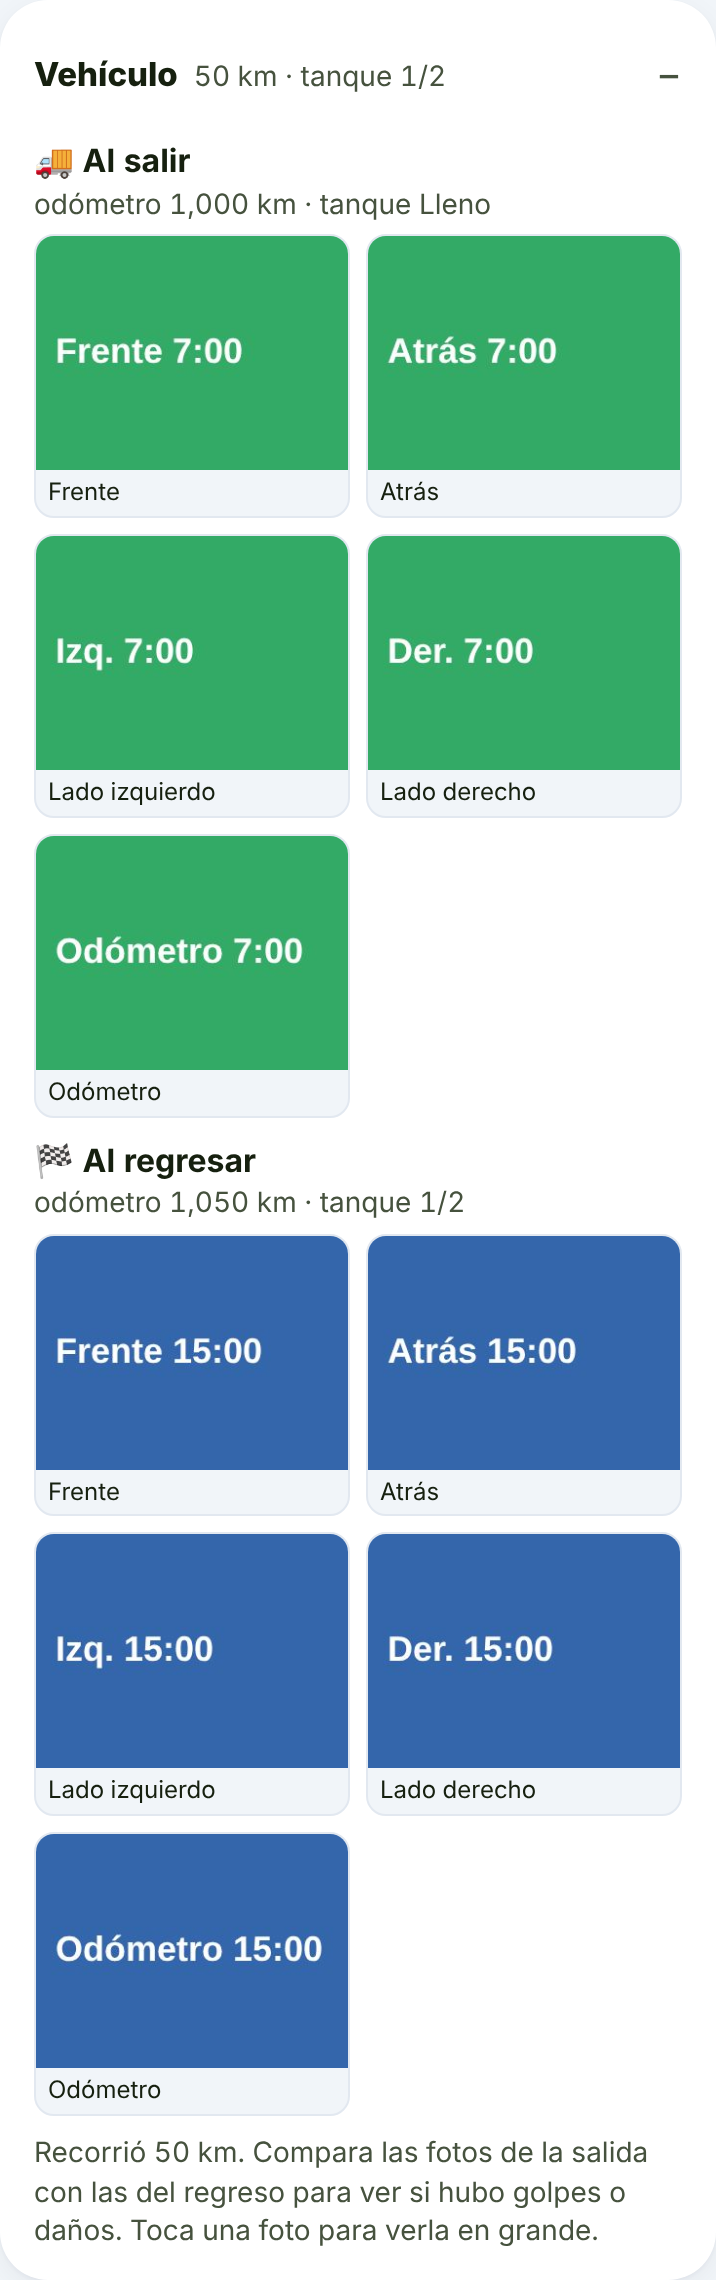 Vehículo 50 km · tanque 1/2 –
Al salir
odómetro 1,000 km · tanque Lleno
Frente 7:00
Atrás 7:00
Frente
Atrás
Izq. 7:00
Der. 7:00
Lado izquierdo
Lado derecho
Odómetro 7:00
Odómetro
Al regresar
odómetro 1,050 km · tanque 1/2
Frente 15:00
Atrás 15:00
Frente
Atrás
Izq. 15:00
Der. 15:00
Lado izquierdo
Lado derecho
Odómetro 15:00
Odómetro
Recorrió 50 km. Compara las fotos de la salida
con las del regreso para ver si hubo golpes o
daños. Toca una foto para verla en grande.